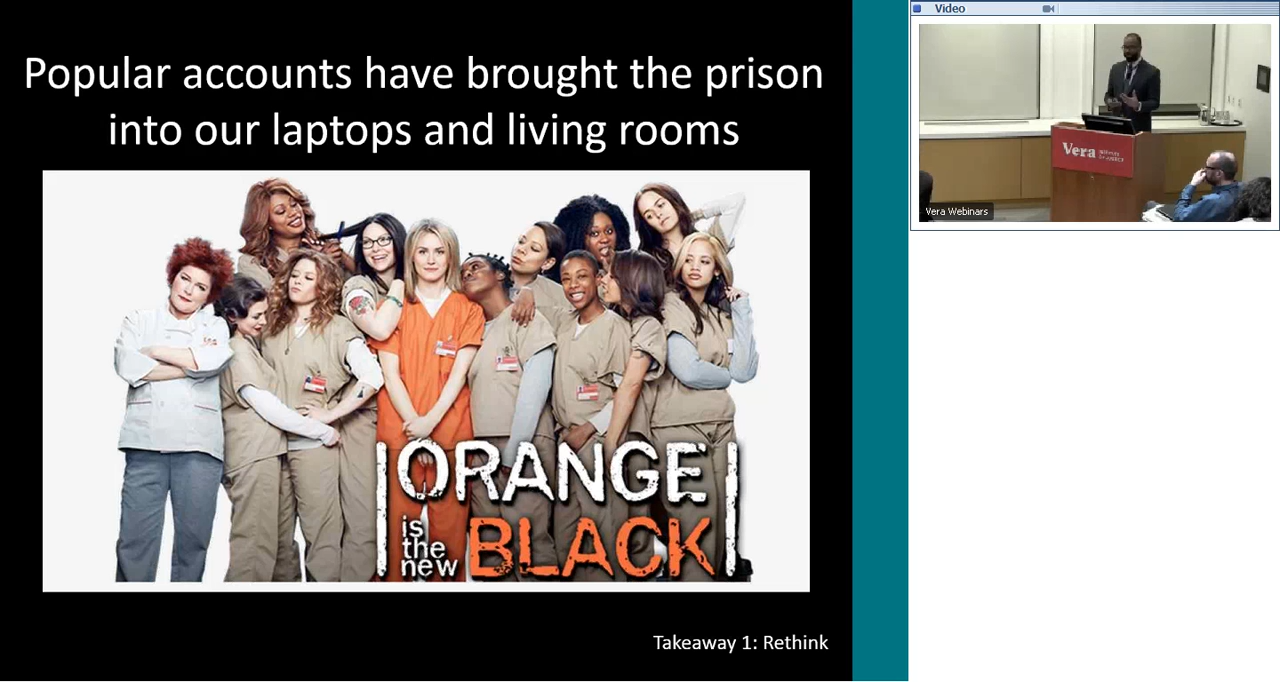 Popular accounts have brought the prison
into our laptops and living rooms
ORANGE
is
the
new
BLACK
Takeaway 1: Rethink
Video
Vera
Vera Webinars